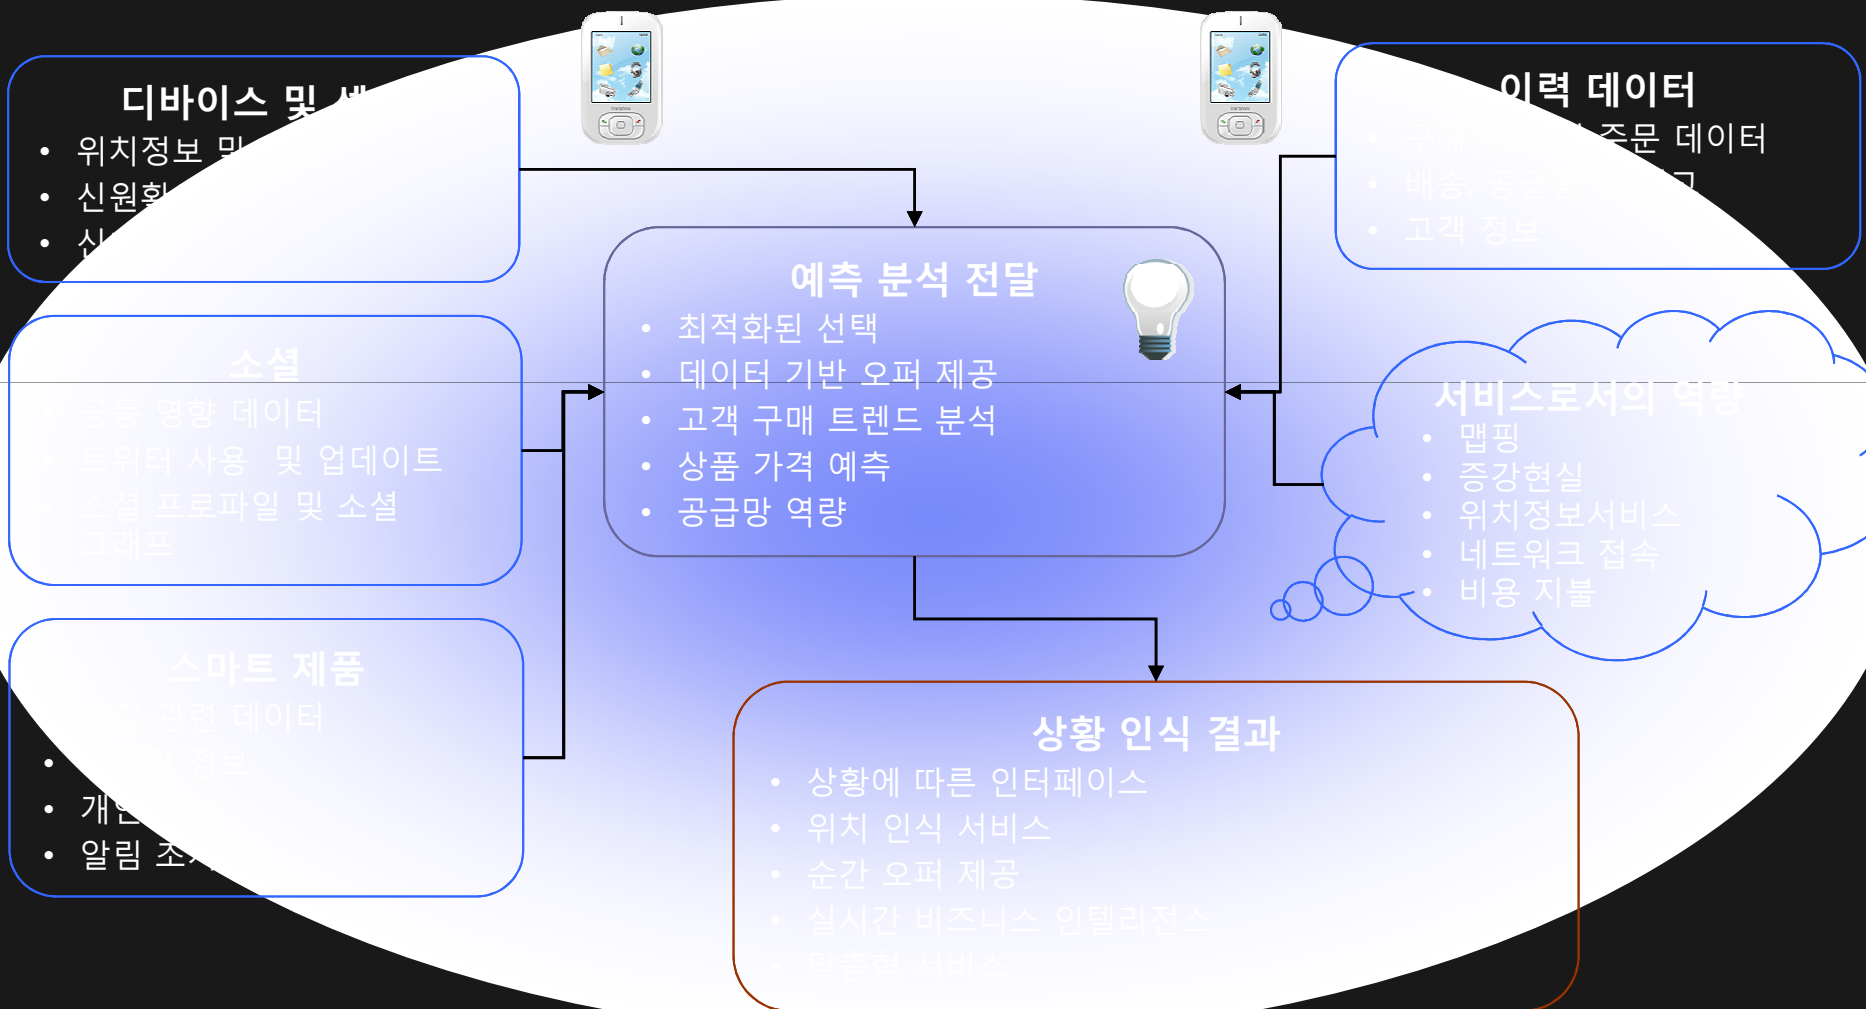 디바이스 및
• 위치정보 및
• 신원확
•
이력 데이터
• 구매 주문 데이터
• 배송, 공급망 재고
• 고객 정보
예측 분석 전달
• 최적화된 선택
• 데이터 기반 오퍼 제공
• 고객 구매 트렌드 분석
• 상품 가격 예측
• 공급망 역량
소셜
• 공동 영향 데이터
• 트위터 사용 및 업데이트
• 소셜 프로파일 및 소셜
그래프
서비스로서의 역량
• 맵핑
• 증강현실
• 위치정보서비스
• 네트워크 접속
• 비용 지불
스마트 제품
관련 데이터
• 정보
•
• 알림
상황 인식 결과
• 상황에 따른 인터페이스
• 위치 인식 서비스
• 순간 오퍼 제공
• 실시간 비즈니스 인텔리전스
• 맞춤형 서비스